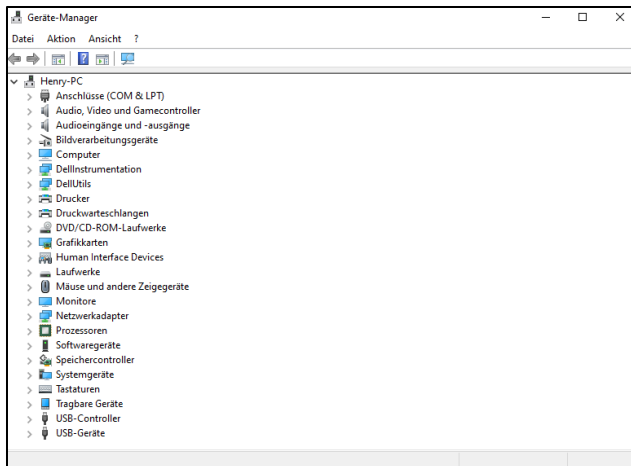 Geräte-Manager
Datei Aktion Ansicht ?
Henry-PC
Anschlüsse (COM & LPT)
Audio, Video und Gamecontroller
Audioeingänge und -ausgänge
Bildverarbeitungsgeräte
Computer
DellInstrumentation
DellUtils
Drucker
Druckwarteschlangen
DVD/CD-ROM-Laufwerke
Grafikkarten
Human Interface Devices
Laufwerke
Mäuse und andere Zeigegeräte
Monitore
Netzwerkadapter
Prozessoren
Softwaregeräte
Speichercontroller
Systemgeräte
Tastaturen
Tragbare Geräte
USB-Controller
USB-Geräte